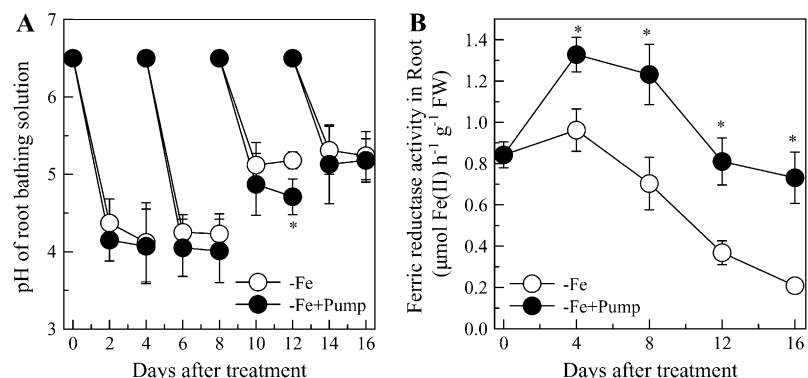 A
pH of root bathing solution
7
6
5
4
3
*
-Fe
-Fe+Pump
0 2 4 6 8 10 12 14 16
Days after treatment
B
Ferric reductase activity in Root
(μmol Fe(II) h-1 g-1 FW)
1.4
1.2
1.0
0.8
0.6
0.4
0.2
0.0
* * * *
-Fe
-Fe+Pump
0 4 8 12 16
Days after treatment